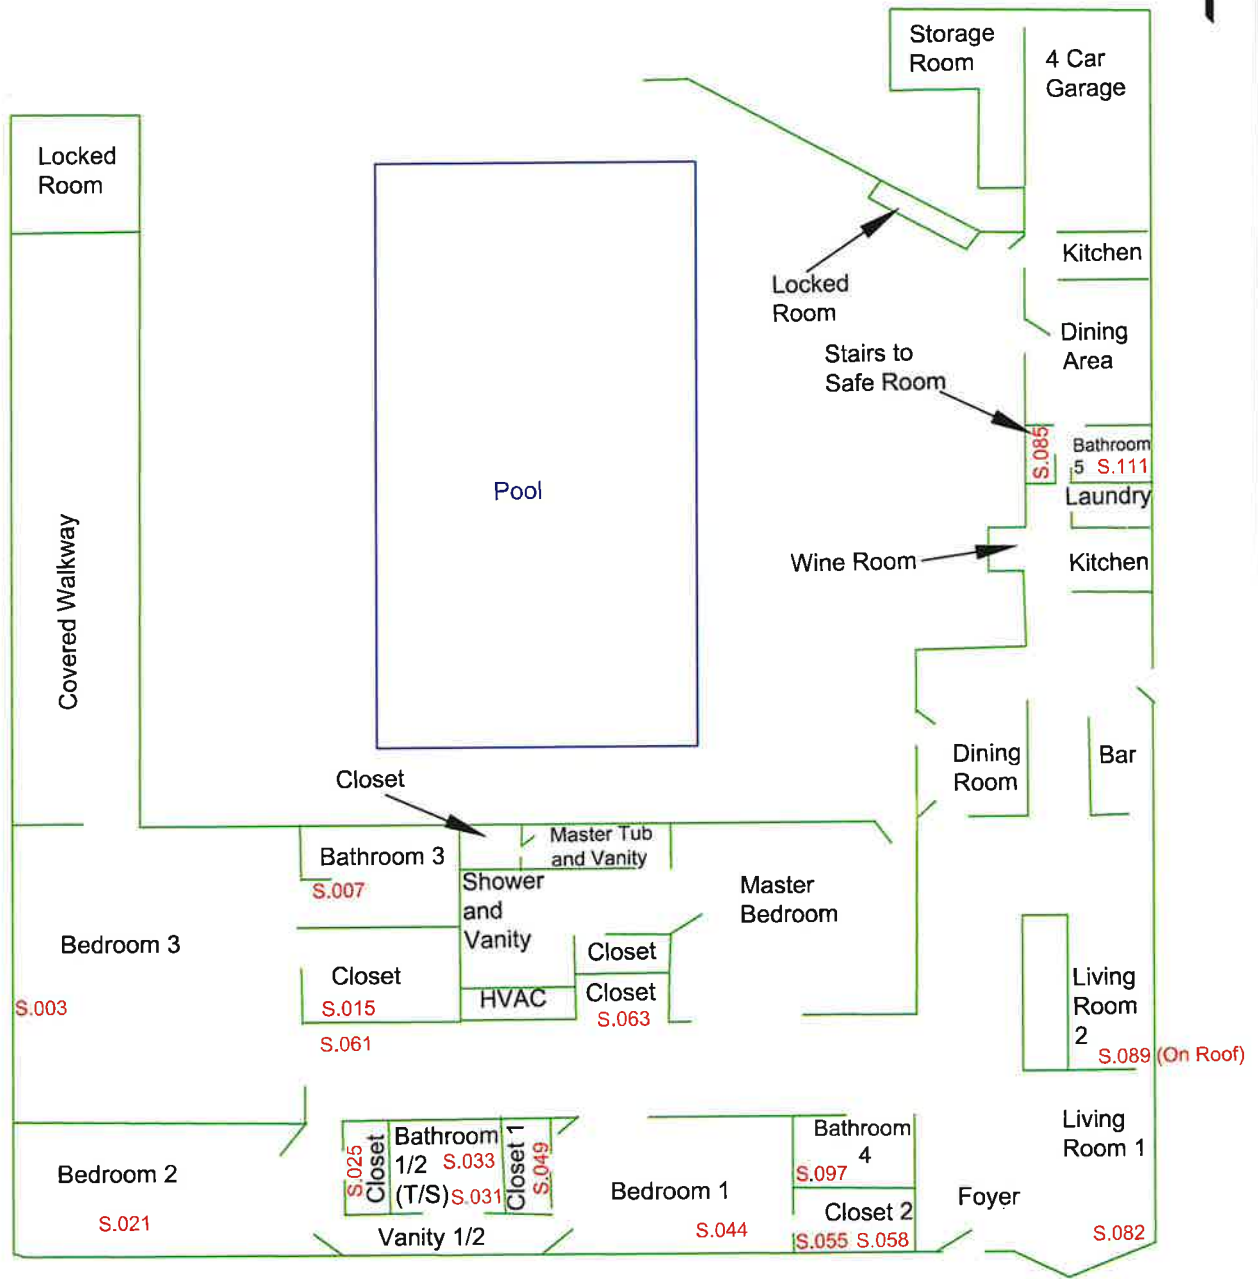 Storage
Room
4 Car
Garage
Locked
Room
Kitchen
Locked
Room
Dining
Area
Stairs to
Safe Room
S.085
Bathroom
5 S.111
Laundry
Pool
Wine Room
Kitchen
Covered Walkway
Dining
Room
Bar
Closet
Master Tub
and Vanity
Bathroom 3
S.007
Shower
and
Vanity
Master
Bedroom
Bedroom 3
Closet
Closet
S.015
S.003
HVAC
Closet
S.063
Living
Room
2
S.061
S.089 (On Roof)
Living
Room 1
Bathroom
1/2 S.033
(T/S) S.031
S.025
Closet
Closet 1
S.049
Bathroom
4
S.097
Bedroom 2
S.021
Bedroom 1
S.044
Closet 2
S.055 S.058
Foyer
Vanity 1/2
S.082